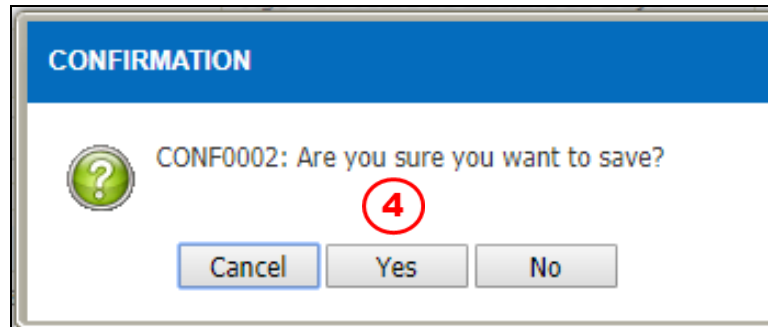 CONFIRMATION
CONF0002: Are you sure you want to save?
4
Cancel Yes No